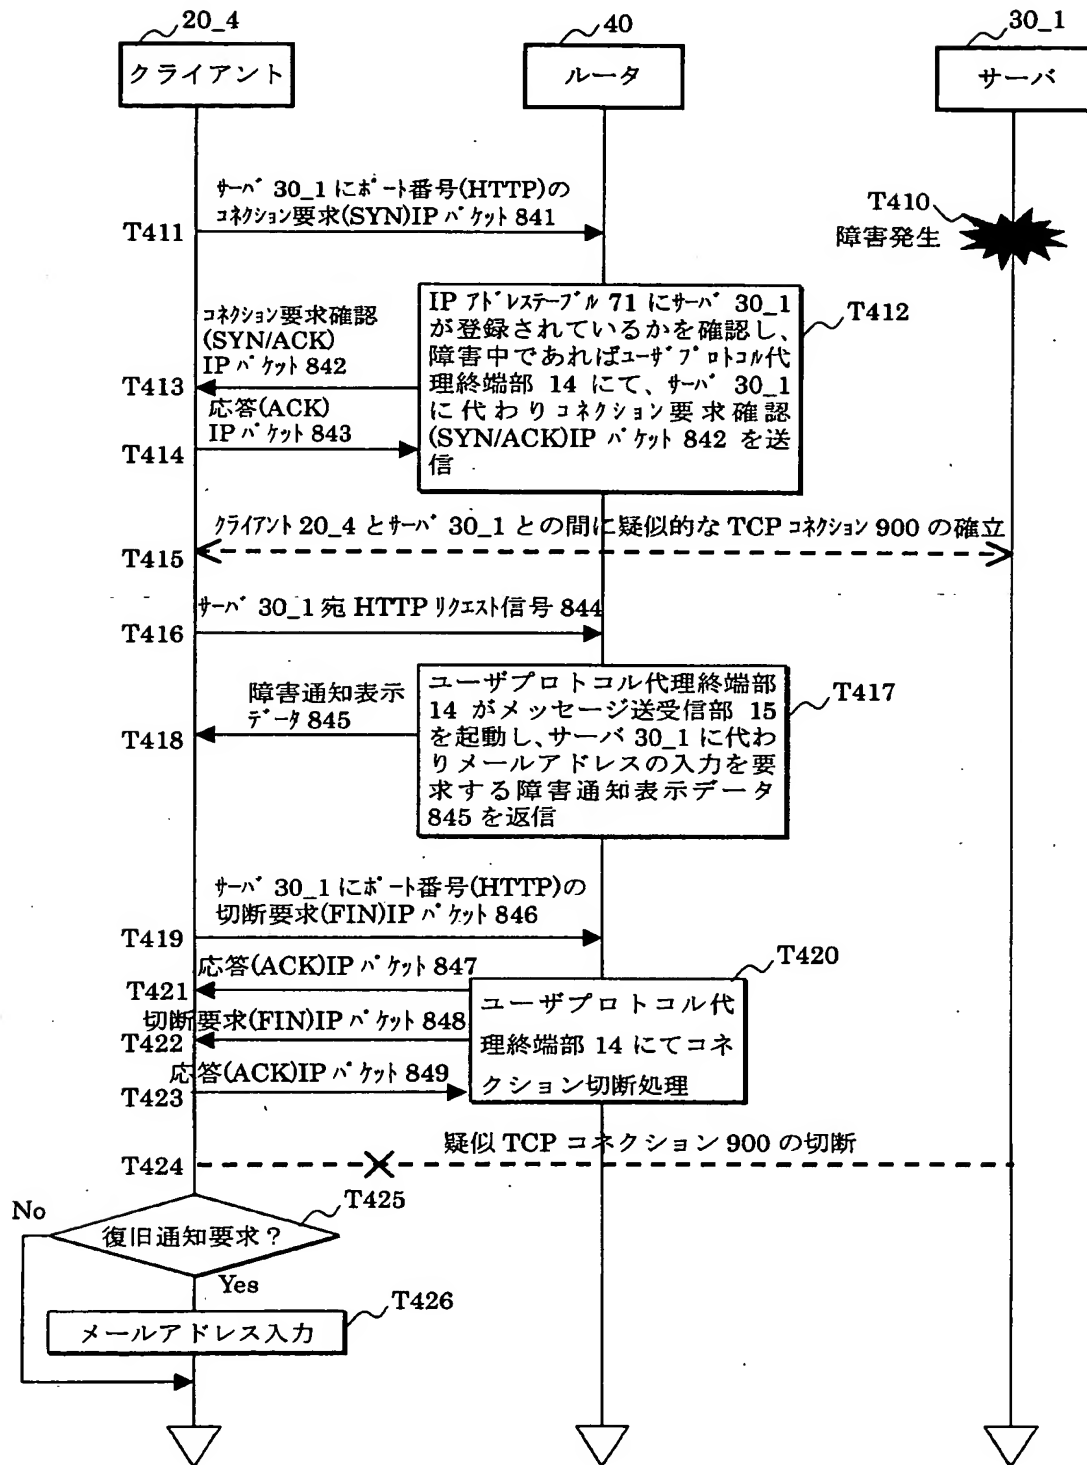 20_4
40
30_1
クライアント
ルータ
サーバ
サーバ 30_1 にポート番号(HTTP)の
コネクション要求(SYN)IP パケット 841
T411
T410
障害発生
IP アドレステーブル 71 にサーバ 30_1
が登録されているかを確認し、
障害中であればユーザプロトコル代
理終端部 14 にて、サーバ 30_1
に代わりコネクション要求確認
(SYN/ACK)IP パケット 842 を送
信
T412
コネクション要求確認
(SYN/ACK)
IP パケット 842
T413
応答(ACK)
IP パケット 843
T414
クライアント 20_4 とサーバ 30_1 との間に疑似的な TCP コネクション 900 の確立
T415
サーバ 30_1 宛 HTTP リクエスト信号 844
T416
ユーザプロトコル代理終端部
14 がメッセージ送受信部 15
を起動し、サーバ 30_1 に代わ
りメールアドレスの入力を要
求する障害通知表示データ
845 を返信
T417
障害通知表示
データ 845
T418
サーバ 30_1 にポート番号(HTTP)の
切断要求(FIN)IP パケット 846
T419
T420
応答(ACK)IP パケット 847
T421
ユーザプロトコル代
理終端部 14 にてコネ
クション切断処理
切断要求(FIN)IP パケット 848
T422
応答(ACK)IP パケット 849
T423
疑似 TCP コネクション 900 の切断
T424
T425
No
復旧通知要求？
Yes
T426
メールアドレス入力